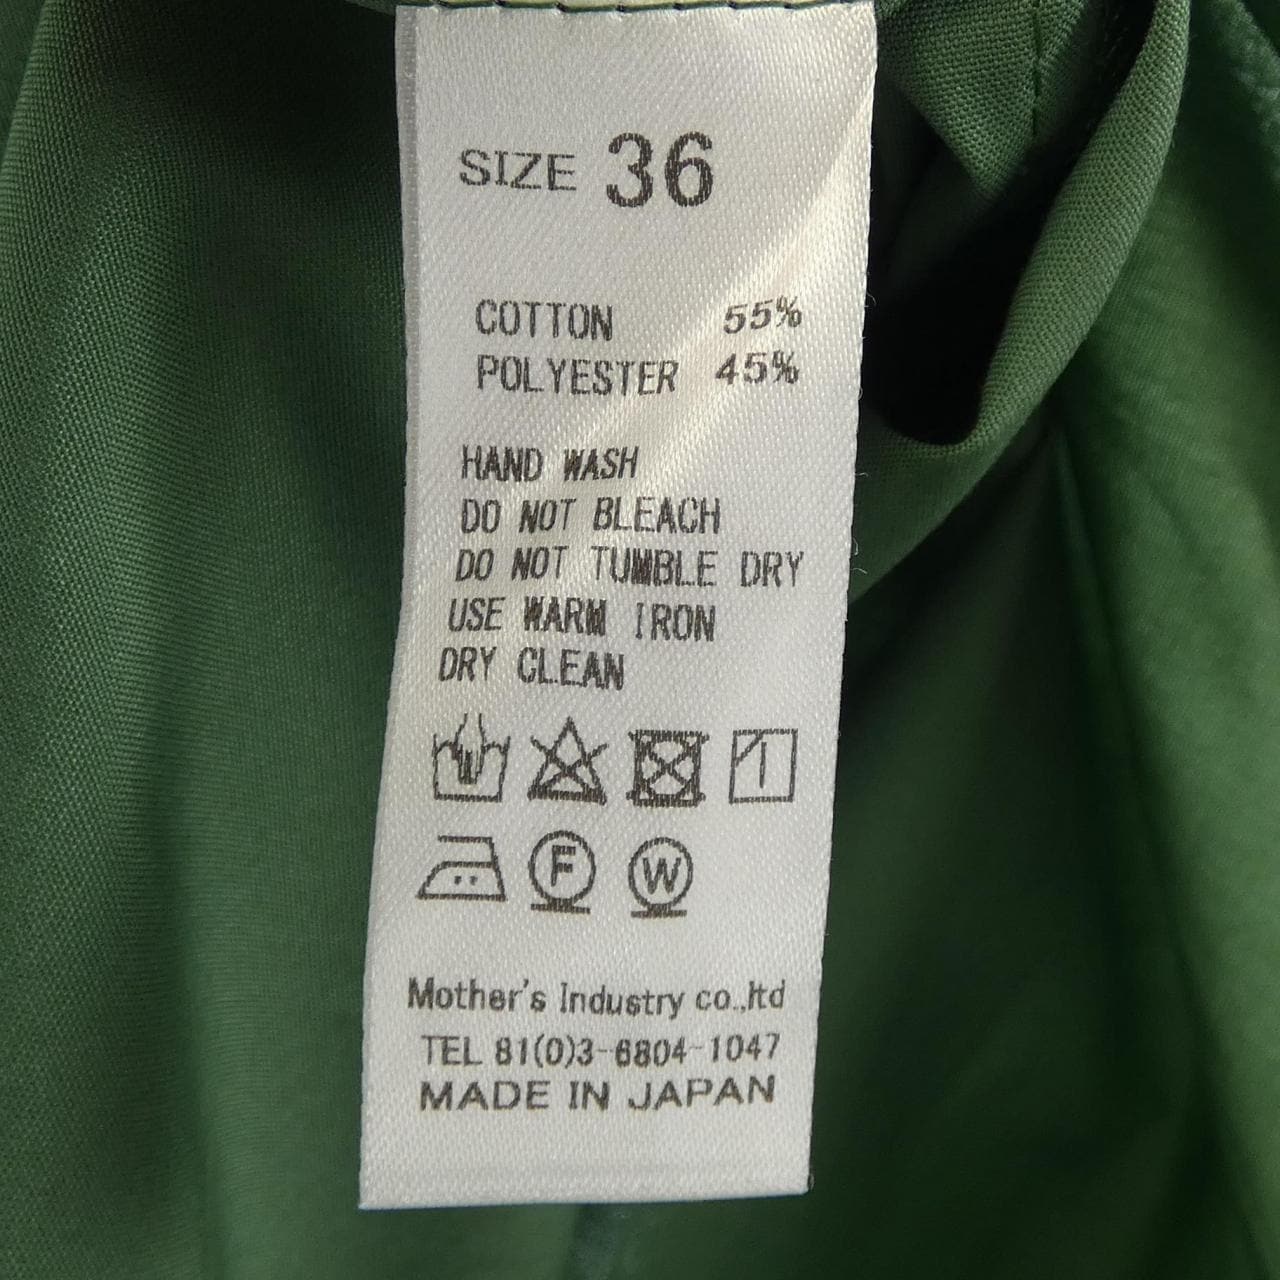 SIZE 36
COTTON 55%
POLYESTER 45%
HAND WASH
DO NOT BLEACH
DO NOT TUMBLE DRY
USE WARM IRON
DRY CLEAN
F W
Mother's Industry co.,ltd
TEL 81(0)3-6804-1047
MADE IN JAPAN